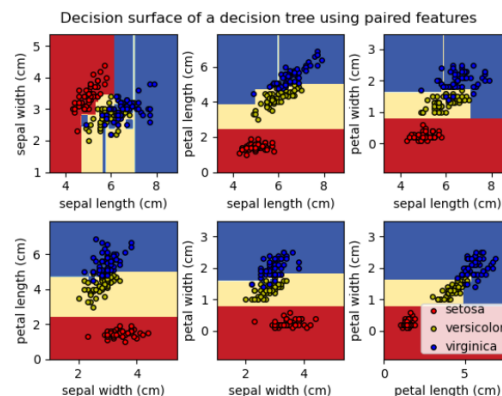 Decision surface of a decision tree using paired features
sepal width (cm)
5
4
3
2
1
4
6
8
sepal length (cm)
petal length (cm)
6
4
2
0
4
6
8
sepal length (cm)
petal width (cm)
3
2
1
0
4
6
8
sepal length (cm)
petal length (cm)
6
4
2
0
2
4
sepal width (cm)
petal width (cm)
3
2
1
0
2
4
sepal width (cm)
petal width (cm)
3
2
1
0
5
petal length (cm)
setosa
versicolor
virginica